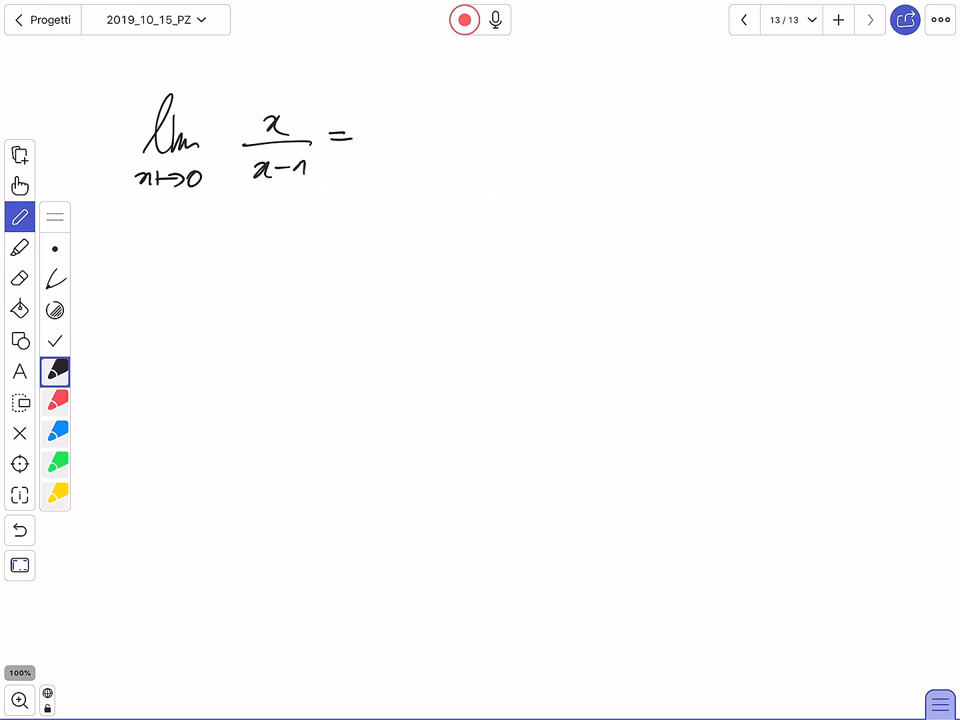 Progetti
2019_10_15_PZ
13 / 13
lim x→0 x/(x-1) =
A
100%